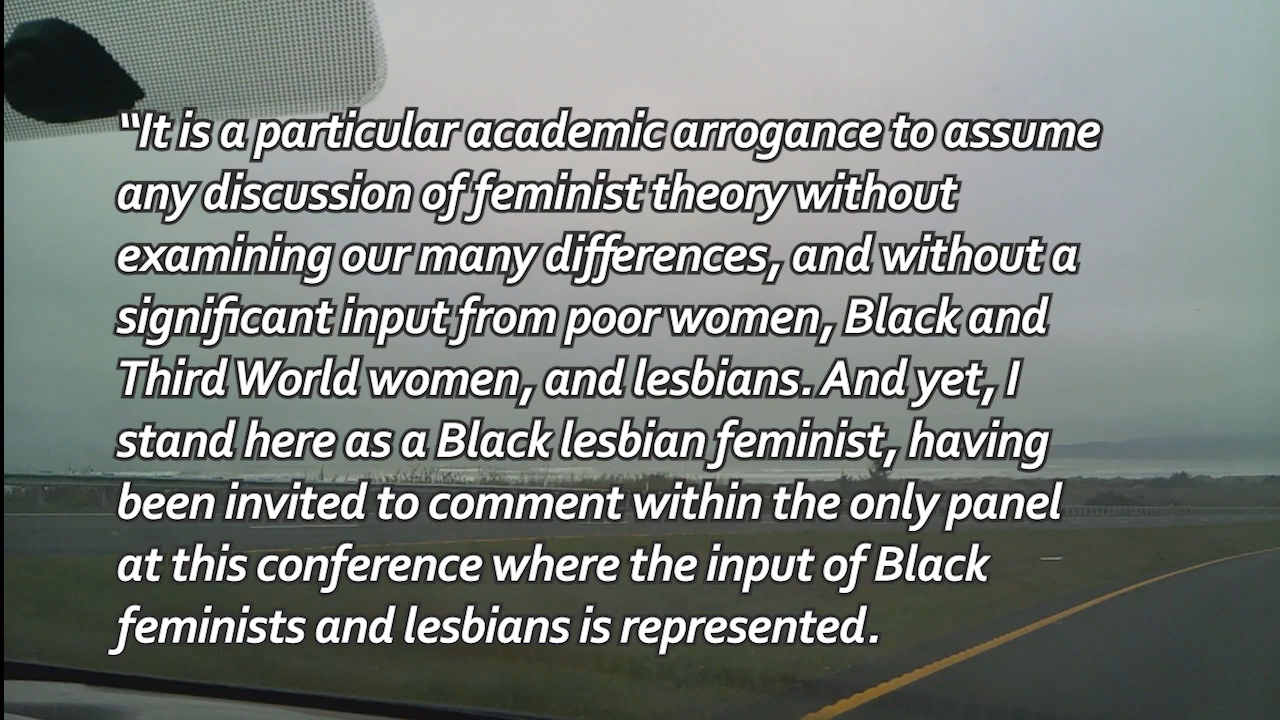 “It is a particular academic arrogance to assume
any discussion of feminist theory without
examining our many differences, and without a
significant input from poor women, Black and
Third World women, and lesbians. And yet, I
stand here as a Black lesbian feminist, having
been invited to comment within the only panel
at this conference where the input of Black
feminists and lesbians is represented.